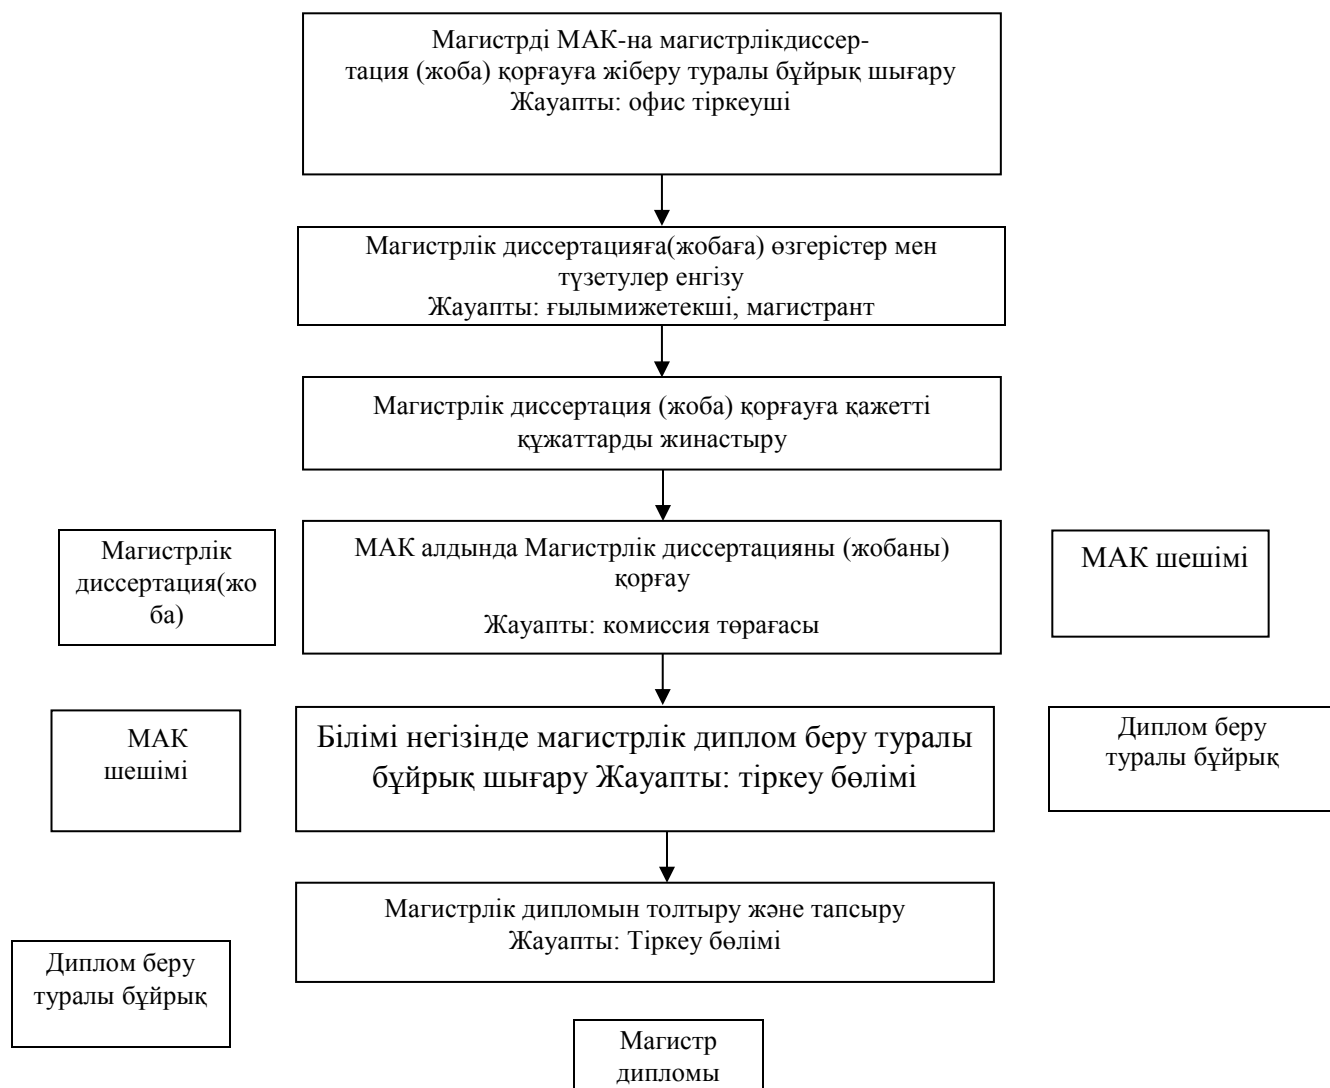 Магистрді МАК-на магистрлікдиссер-
тация (жоба) қорғауға жіберу туралы бұйрық шығару
Жауапты: офис тіркеуші
Магистрлік диссертацияға(жобаға) өзгерістер мен
түзетулер енгізу
Жауапты: ғылымижетекші, магистрант
Магистрлік диссертация (жоба) қорғауға қажетті
құжаттарды жинастыру
Магистрлік
диссертация(жо
ба)
МАК алдында Магистрлік диссертацияны (жобаны)
қорғау
Жауапты: комиссия төрағасы
МАК шешімі
МАК
шешімі
Білімі негізінде магистрлік диплом беру туралы
бұйрық шығару Жауапты: тіркеу бөлімі
Диплом беру
туралы бұйрық
Магистрлік дипломын толтыру және тапсыру
Жауапты: Тіркеу бөлімі
Диплом беру
туралы бұйрық
Магистр
дипломы